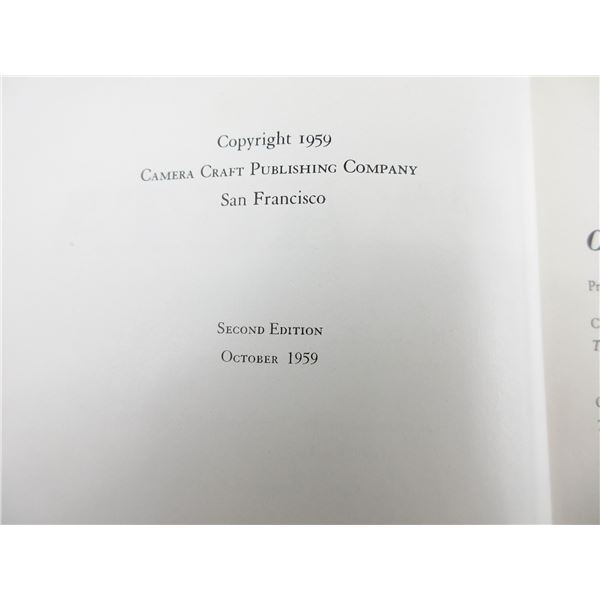 Copyright 1959
Camera Craft Publishing Company
San Francisco
Second Edition
October 1959